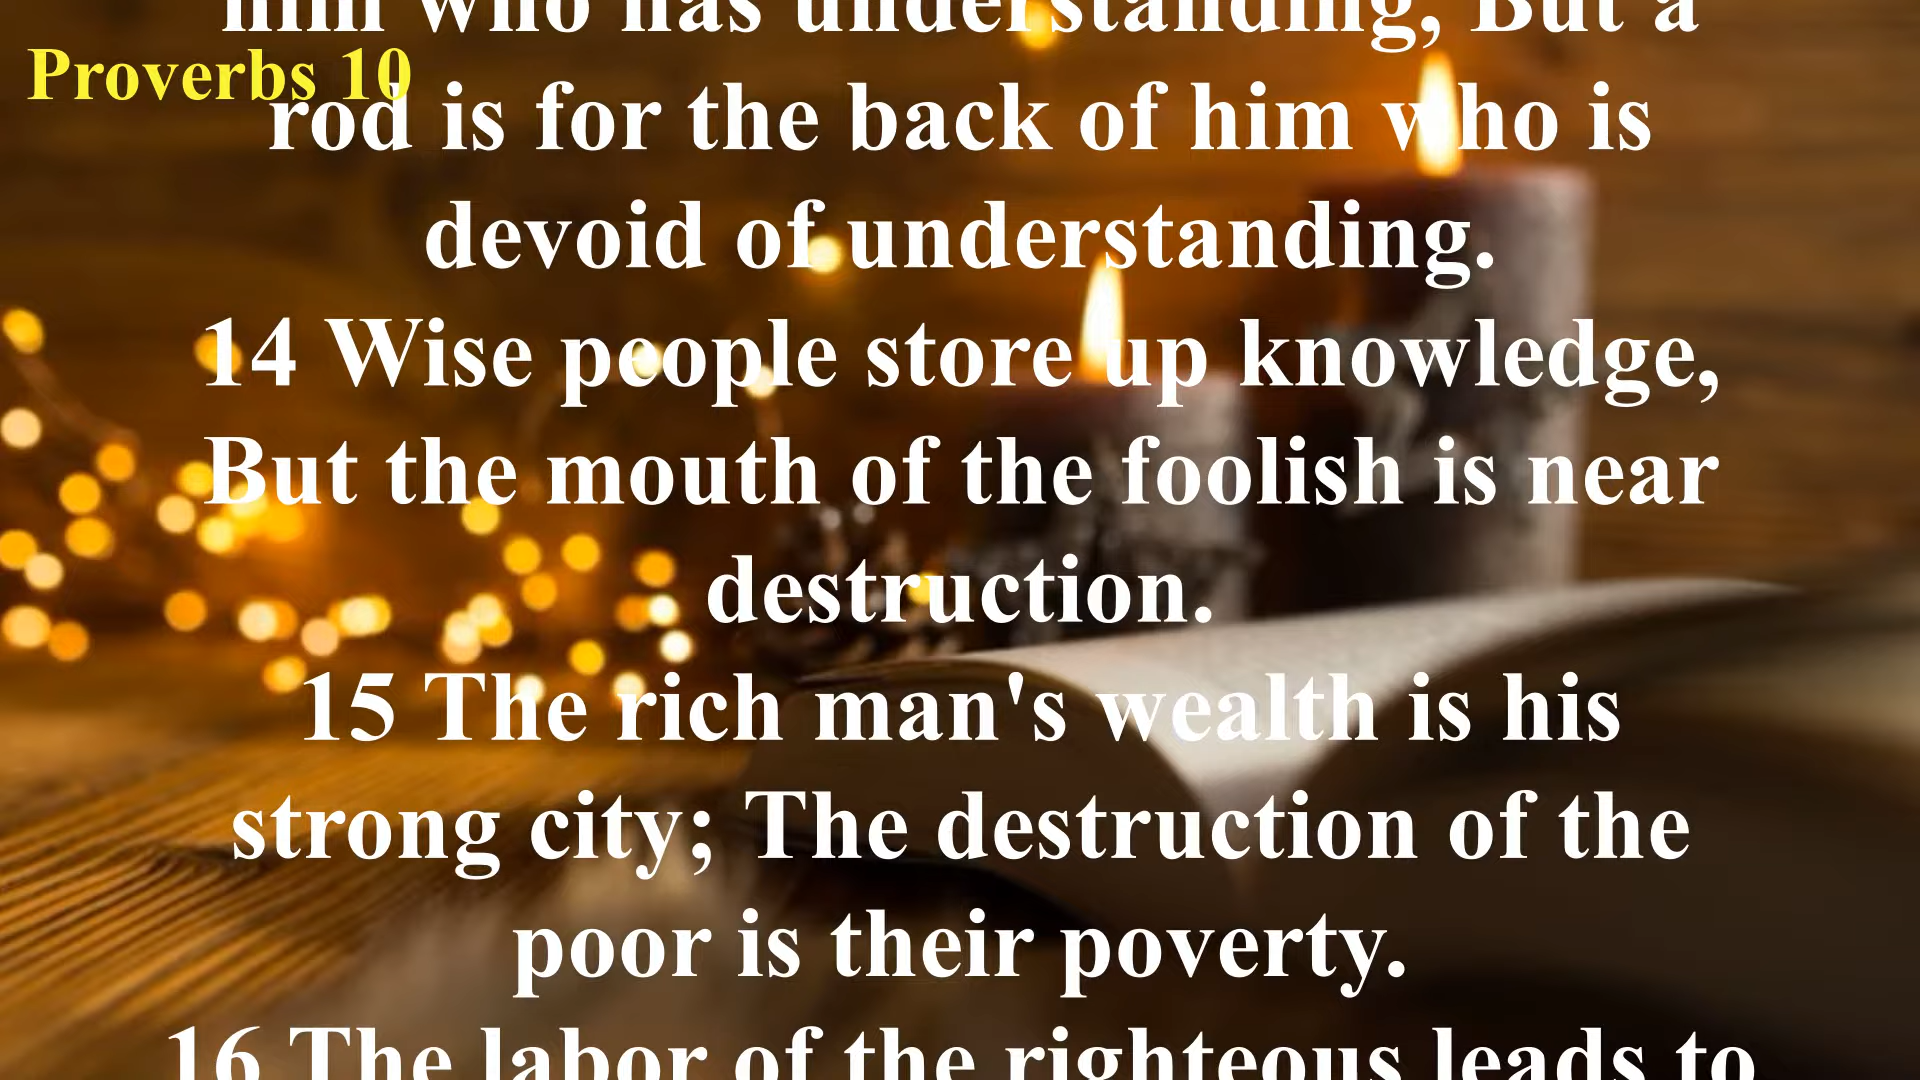 him who has understanding, But a
Proverbs 10
rod is for the back of him who is
devoid of understanding.
14 Wise people store up knowledge,
But the mouth of the foolish is near
destruction.
15 The rich man's wealth is his
strong city; The destruction of the
poor is their poverty.
16 The labor of the righteous leads to